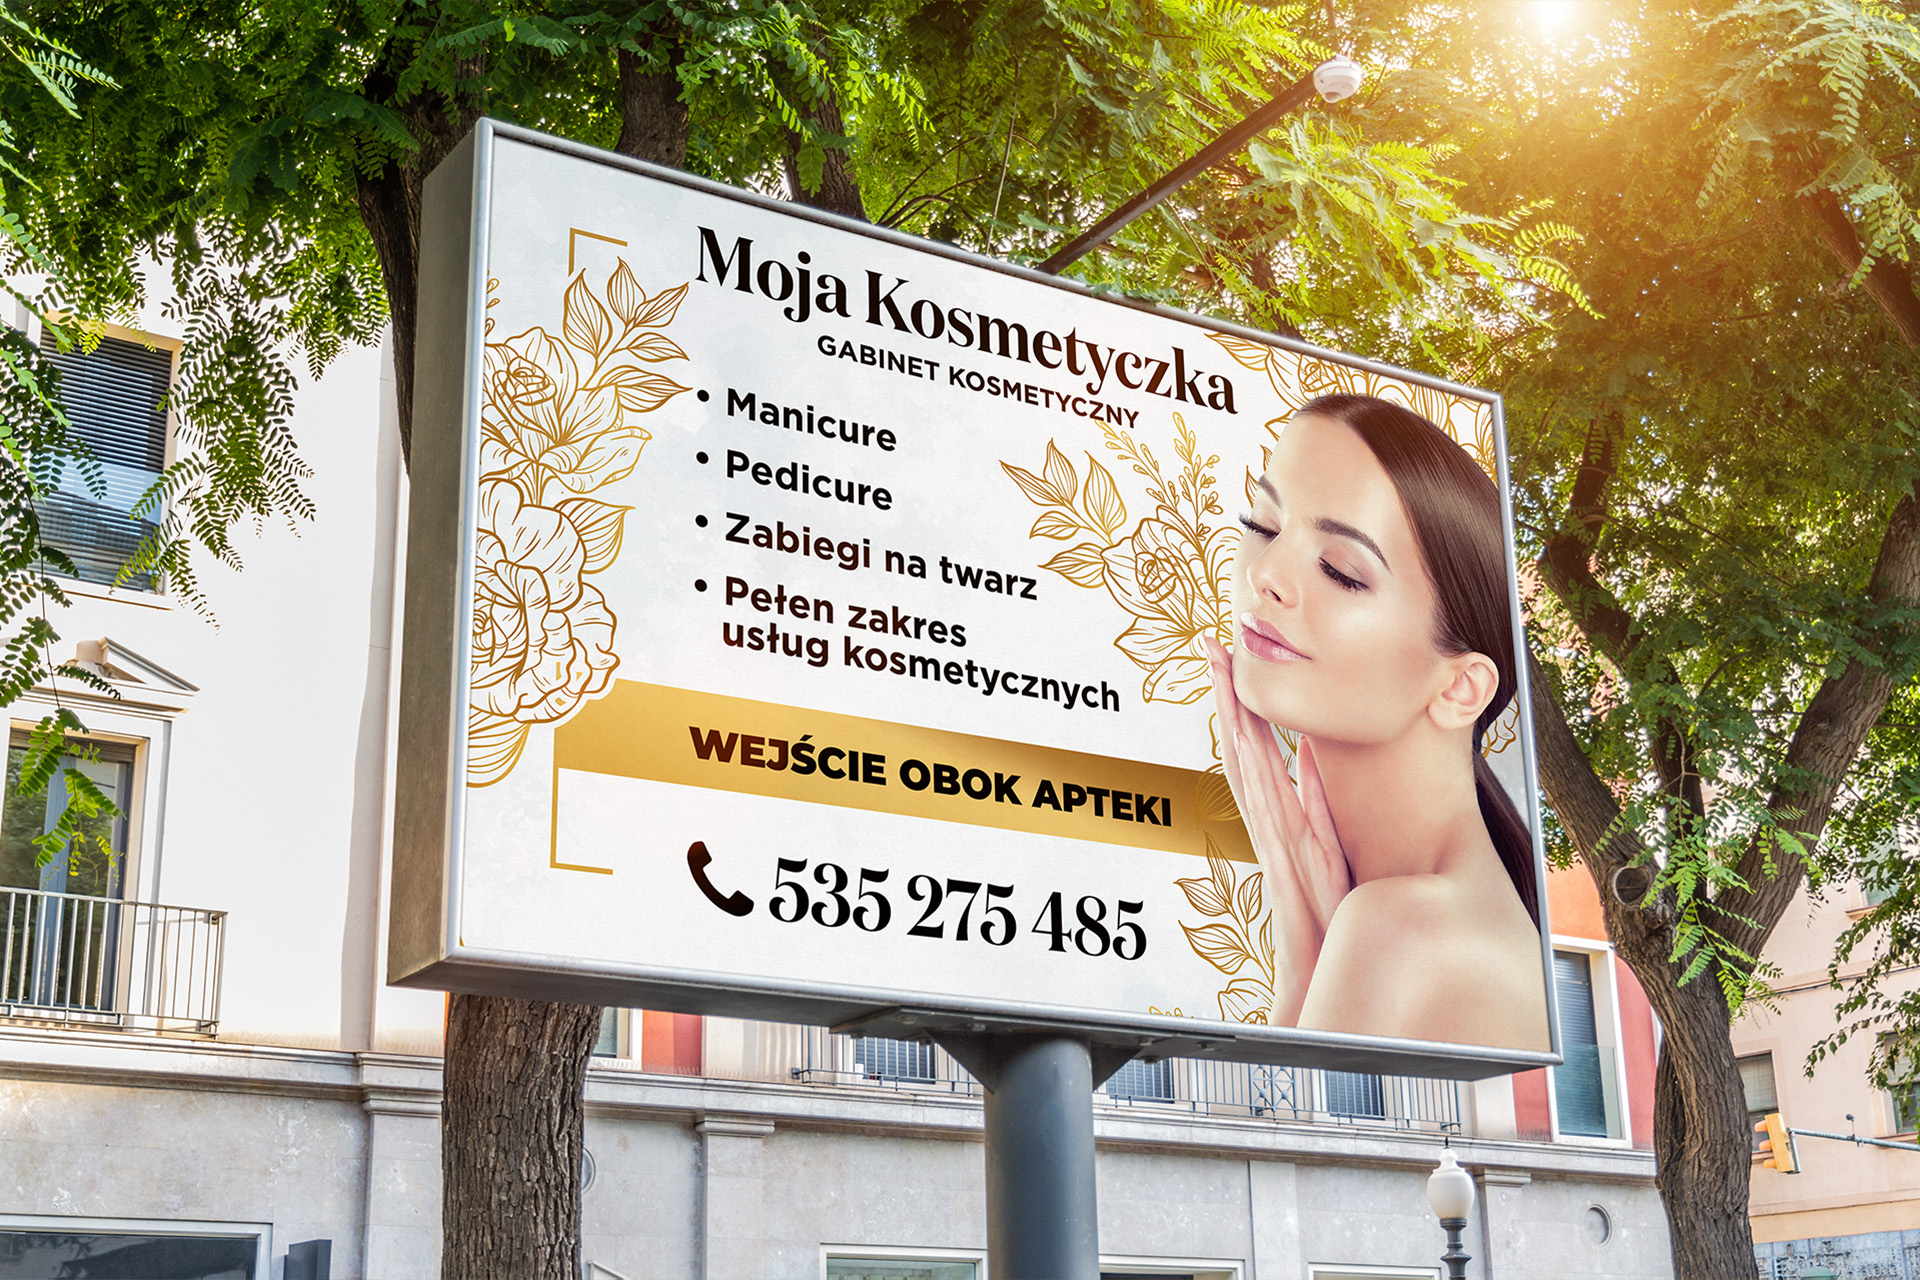 Moja Kosmetyczka
GABINET KOSMETYCZNY
• Manicure
• Pedicure
• Zabiegi na twarz
• Pełen zakres
usług kosmetycznych
WEJŚCIE OBOK APTEKI
535 275 485